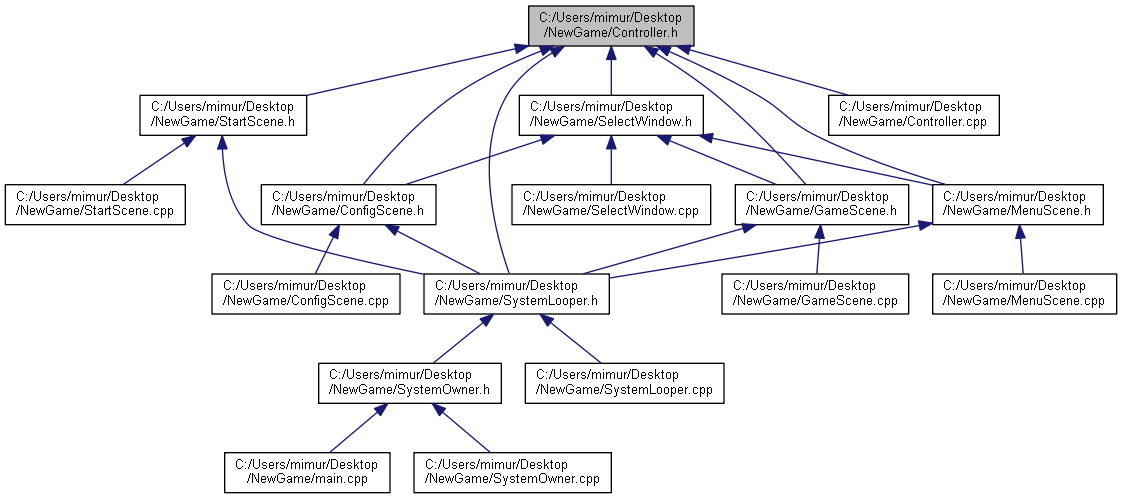 C:/Users/mimur/Desktop
/NewGame/Controller.h
C:/Users/mimur/Desktop
/NewGame/StartScene.h
C:/Users/mimur/Desktop
/NewGame/SelectWindow.h
C:/Users/mimur/Desktop
/NewGame/Controller.cpp
C:/Users/mimur/Desktop
/NewGame/StartScene.cpp
C:/Users/mimur/Desktop
/NewGame/ConfigScene.h
C:/Users/mimur/Desktop
/NewGame/SelectWindow.cpp
C:/Users/mimur/Desktop
/NewGame/GameScene.h
C:/Users/mimur/Desktop
/NewGame/MenuScene.h
C:/Users/mimur/Desktop
/NewGame/ConfigScene.cpp
C:/Users/mimur/Desktop
/NewGame/SystemLooper.h
C:/Users/mimur/Desktop
/NewGame/GameScene.cpp
C:/Users/mimur/Desktop
/NewGame/MenuScene.cpp
C:/Users/mimur/Desktop
/NewGame/SystemOwner.h
C:/Users/mimur/Desktop
/NewGame/SystemLooper.cpp
C:/Users/mimur/Desktop
/NewGame/main.cpp
C:/Users/mimur/Desktop
/NewGame/SystemOwner.cpp